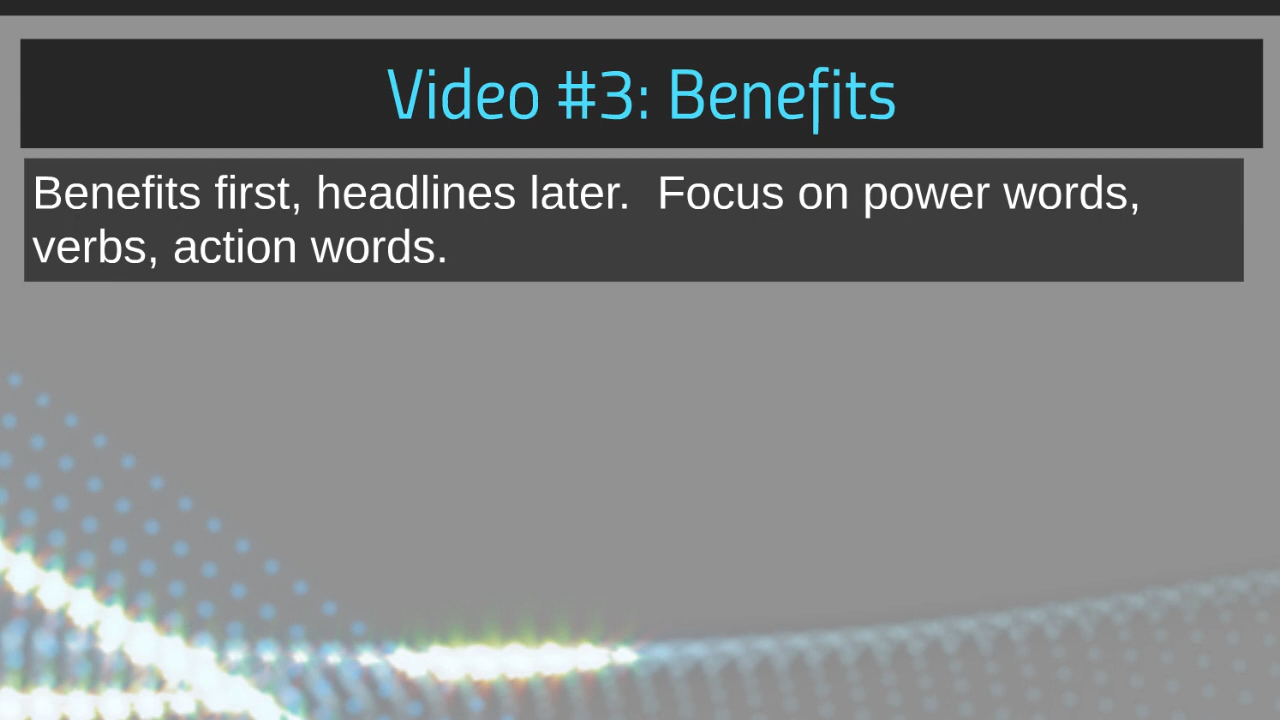 Video #3: Benefits
Benefits first, headlines later.  Focus on power words,
verbs, action words.